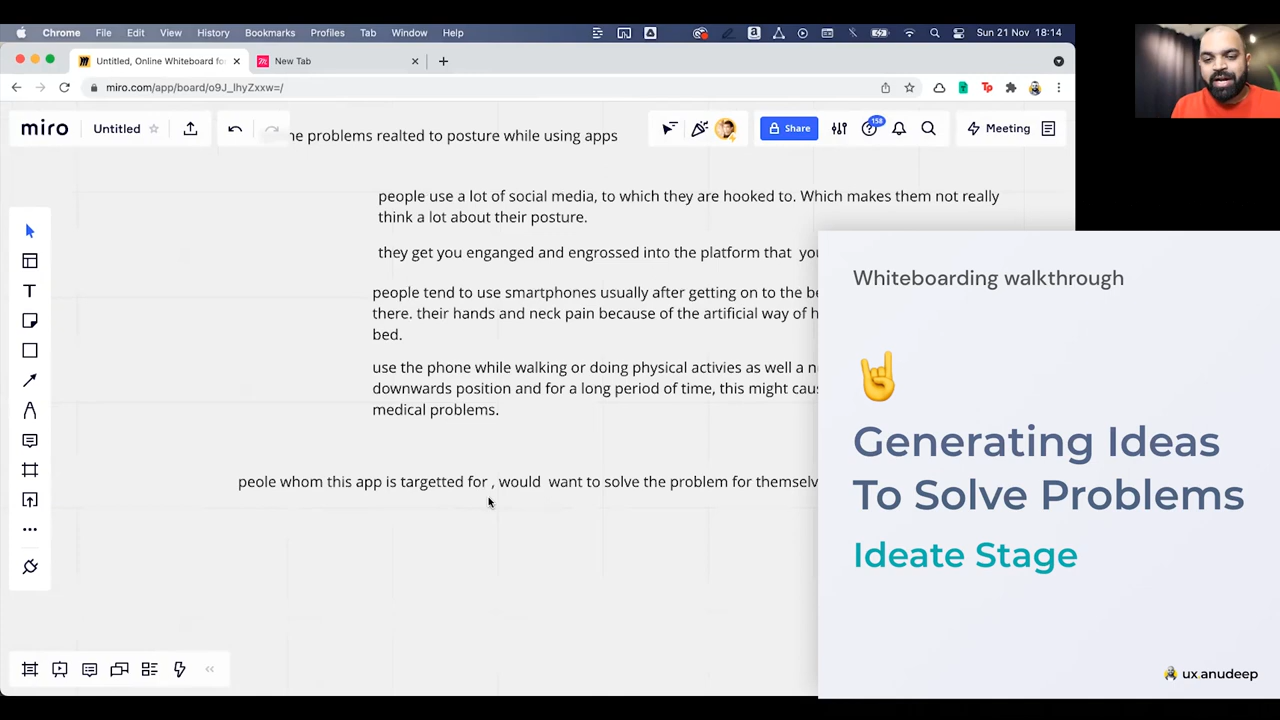 Chrome File Edit View History Bookmarks Profiles Tab Window Help Sun 21 Nov 18:14
Untitled, Online Whiteboard fo New Tab
miro.com/app/board/o9J_lhyZxxw=/ Tp
miro Untitled Share 158 Meeting
ne problems realted to posture while using apps
people use a lot of social media, to which they are hooked to. Which makes them not really
think a lot about their posture.
they get you enganged and engrossed into the platform that you
people tend to use smartphones usually after getting on to the be
there. their hands and neck pain because of the artificial way of h
bed.
use the phone while walking or doing physical activies as well a n
downwards position and for a long period of time, this might caus
medical problems.
peole whom this app is targetted for , would want to solve the problem for themselv
Whiteboarding walkthrough
Generating Ideas
To Solve Problems
Ideate Stage
ux.anudeep